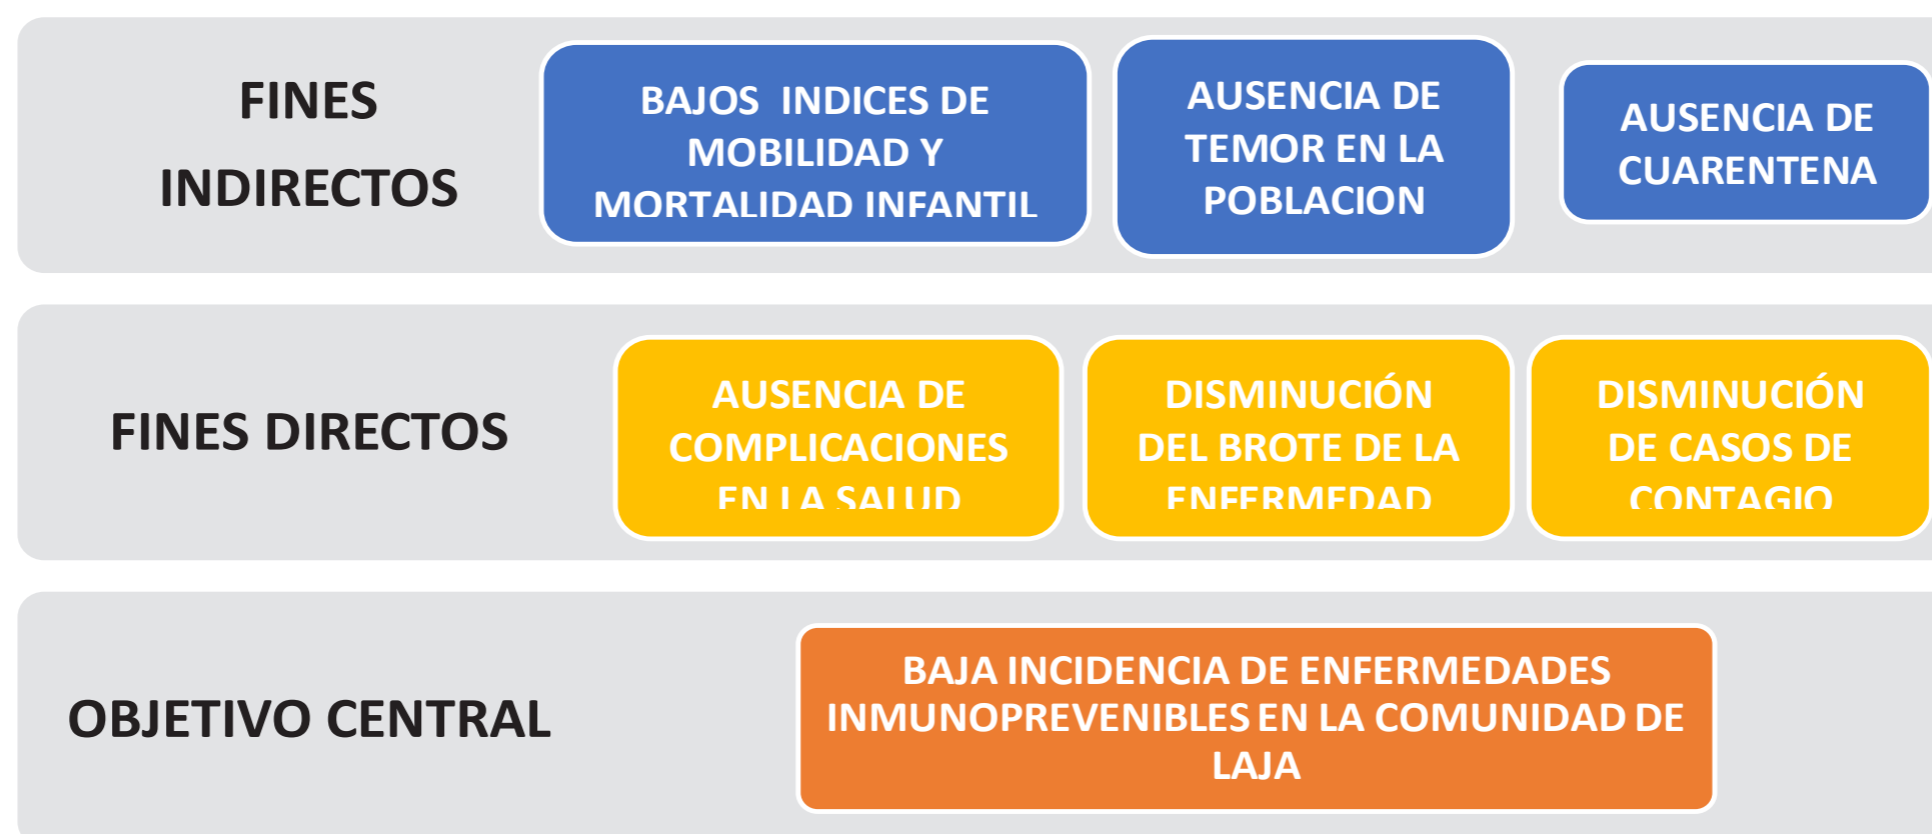 FINES
INDIRECTOS
BAJOS INDICES DE
MOBILIDAD Y
MORTALIDAD INFANTIL
AUSENCIA DE
TEMOR EN LA
POBLACION
AUSENCIA DE
CUARENTENA
FINES DIRECTOS
AUSENCIA DE
COMPLICACIONES
EN LA SALUD
DISMINUCIÓN
DEL BROTE DE LA
ENFERMEDAD
DISMINUCIÓN
DE CASOS DE
CONTAGIO
OBJETIVO CENTRAL
BAJA INCIDENCIA DE ENFERMEDADES
INMUNOPREVENIBLES EN LA COMUNIDAD DE
LAJA